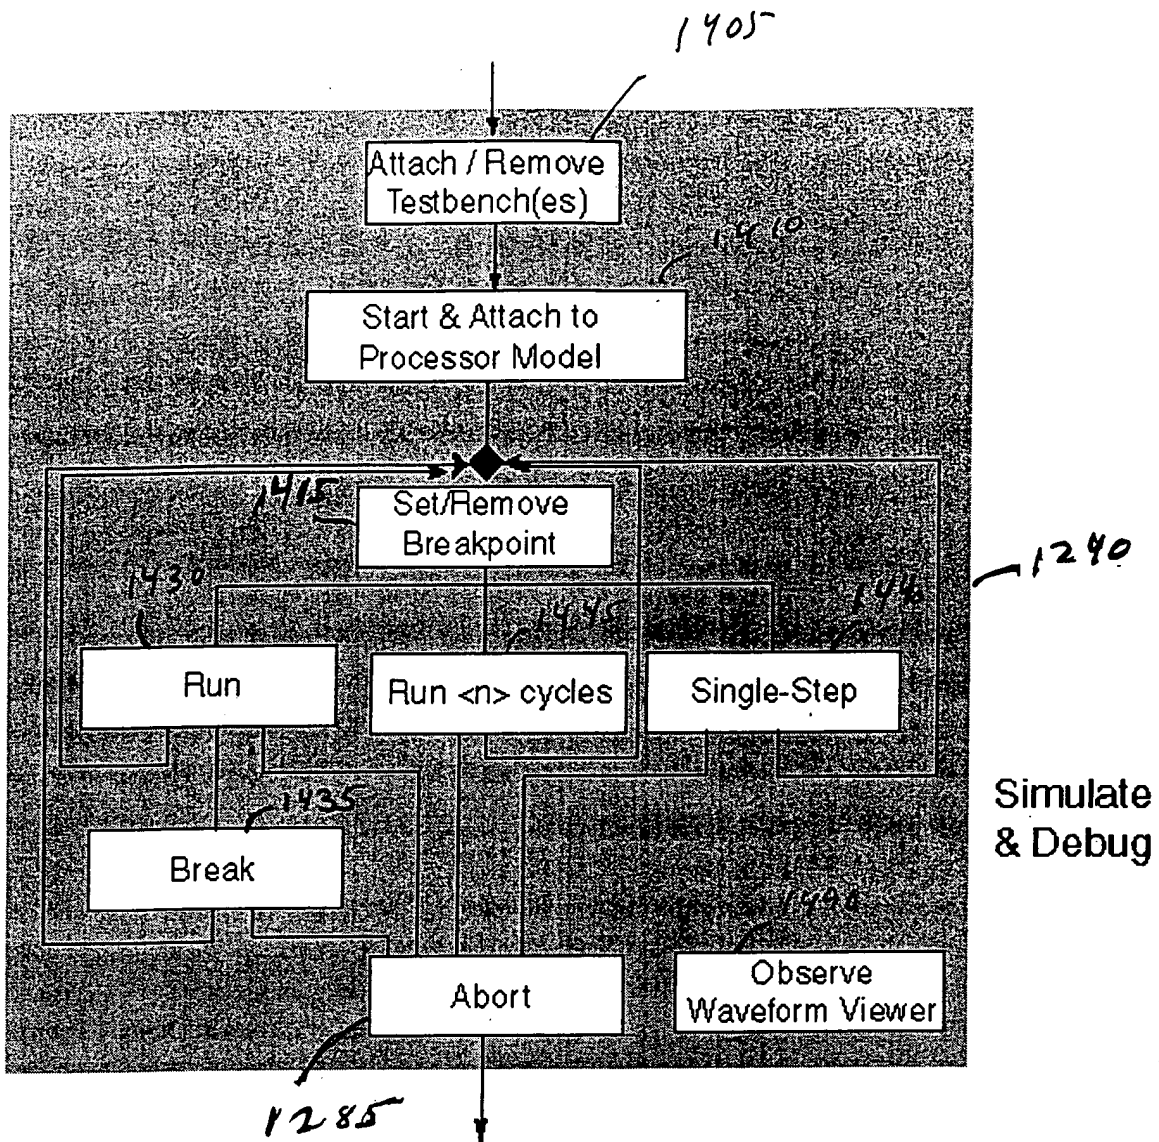 1405
Attach / Remove
Testbench(es)
1410
Start & Attach to
Processor Model
1415
Set/Remove
Breakpoint
1240
1430
1445
1440
Run
Run <n> cycles
Single-Step
Simulate
& Debug
1435
Break
1490
Observe
Waveform Viewer
Abort
1285